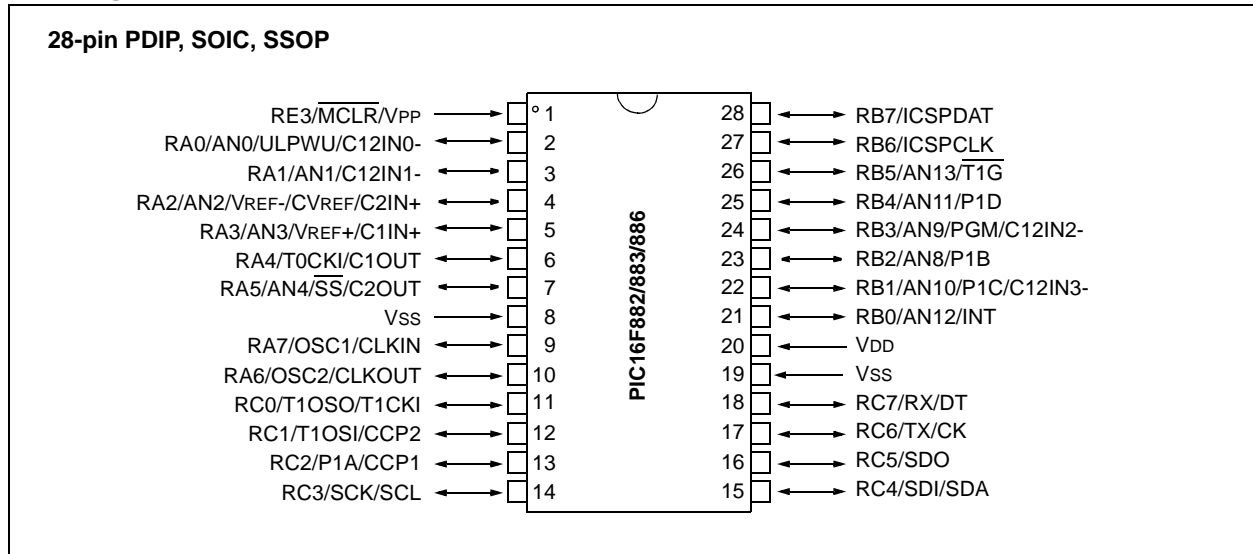 28-pin PDIP, SOIC, SSOP
RE3/MCLR/VPP 1
RA0/AN0/ULPWU/C12IN0- 2
RA1/AN1/C12IN1- 3
RA2/AN2/VREF-/CVREF/C2IN+ 4
RA3/AN3/VREF+/C1IN+ 5
RA4/T0CKI/C1OUT 6
RA5/AN4/SS/C2OUT 7
VSS 8
RA7/OSC1/CLKIN 9
RA6/OSC2/CLKOUT 10
RC0/T1OSO/T1CKI 11
RC1/T1OSI/CCP2 12
RC2/P1A/CCP1 13
RC3/SCK/SCL 14
PIC16F882/883/886
28 RB7/ICSPDAT
27 RB6/ICSPCLK
26 RB5/AN13/T1G
25 RB4/AN11/P1D
24 RB3/AN9/PGM/C12IN2-
23 RB2/AN8/P1B
22 RB1/AN10/P1C/C12IN3-
21 RB0/AN12/INT
20 VDD
19 VSS
18 RC7/RX/DT
17 RC6/TX/CK
16 RC5/SDO
15 RC4/SDI/SDA